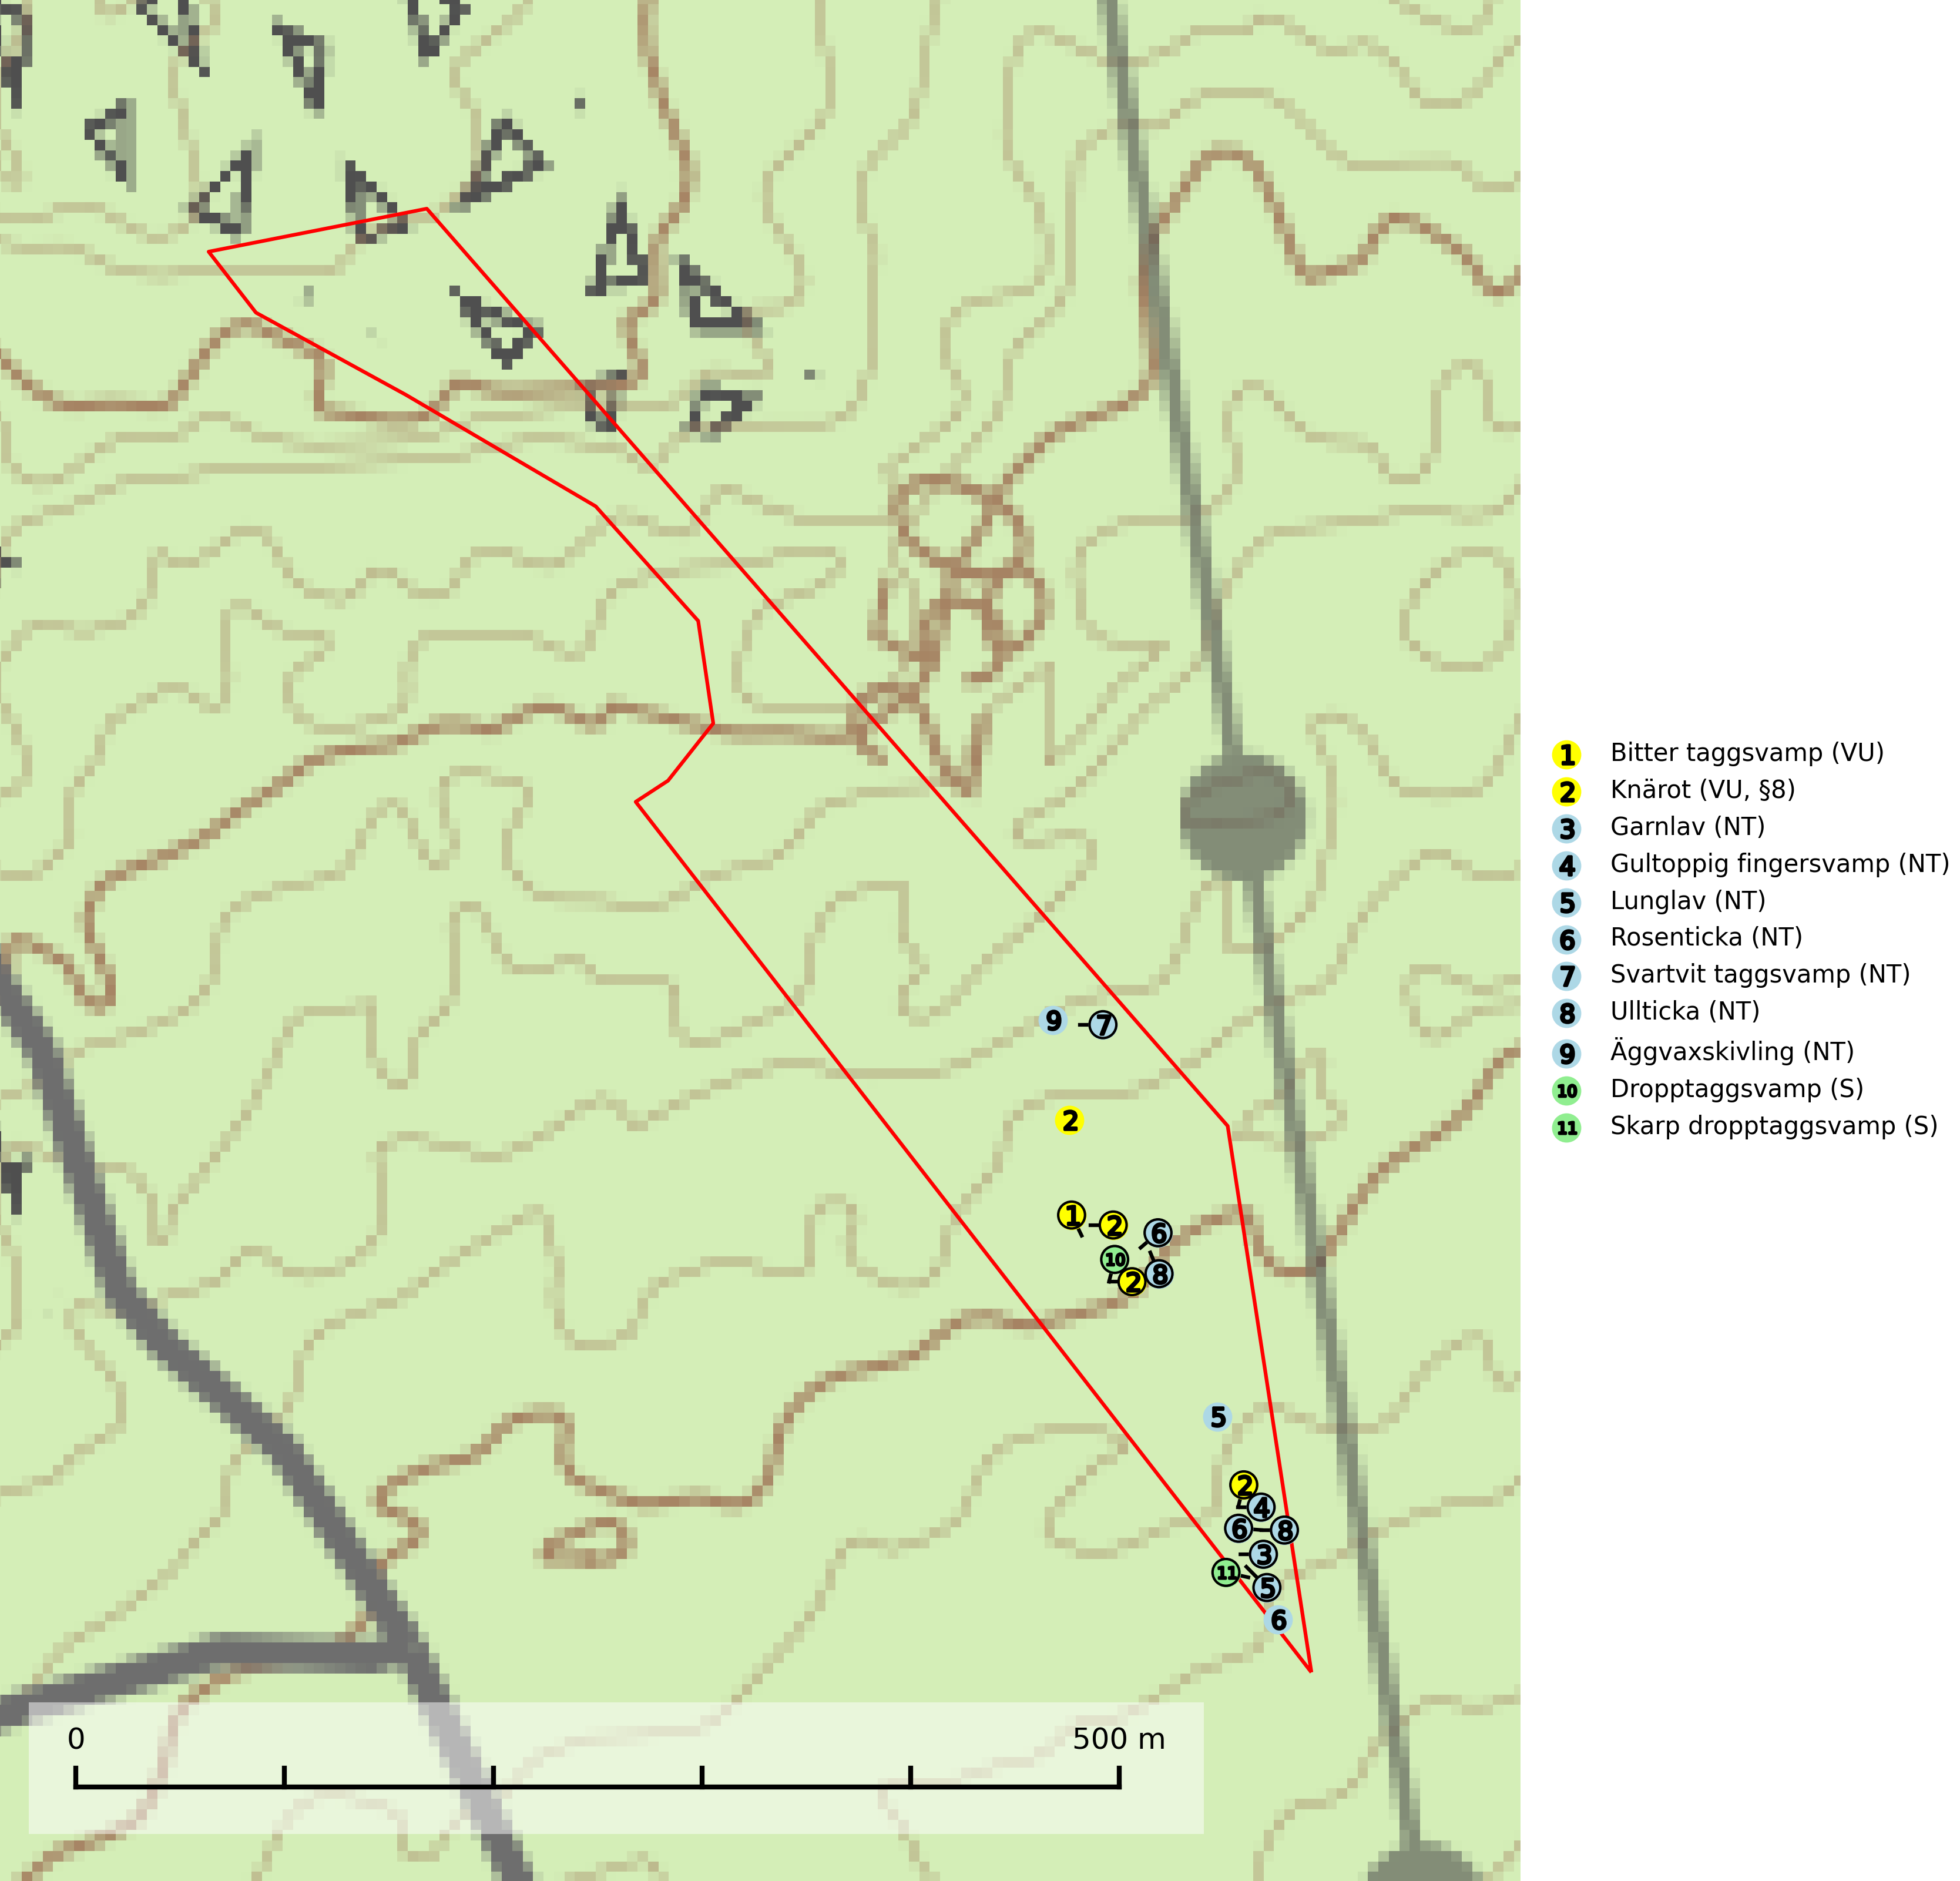 9 7
2
1 2 6
10
2 8
5
2
4
6 8
3
11 5
6
0 500 m
1 Bitter taggsvamp (VU)
2 Knärot (VU, §8)
3 Garnlav (NT)
4 Gultoppig fingersvamp (NT)
5 Lunglav (NT)
6 Rosenticka (NT)
7 Svartvit taggsvamp (NT)
8 Ullticka (NT)
9 Äggvaxskivling (NT)
10 Dropptaggsvamp (S)
11 Skarp dropptaggsvamp (S)